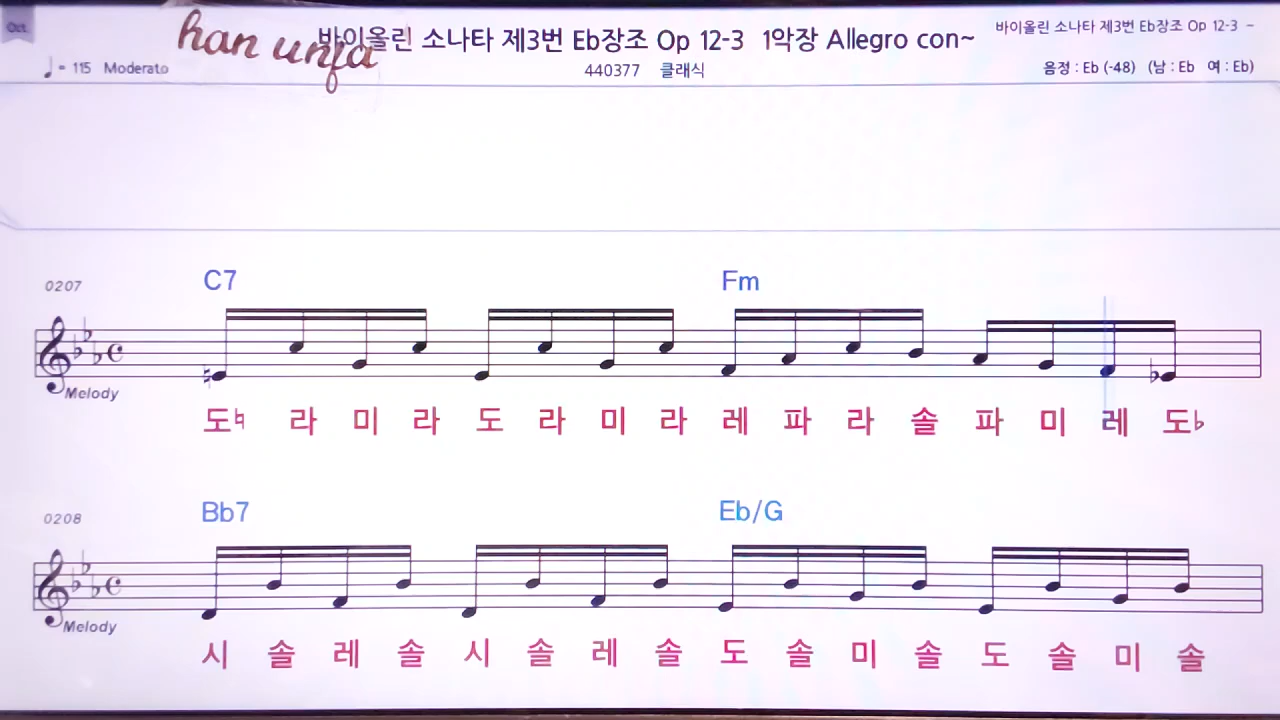 Oct.
han unfa
바이올린 소나타 제3번 Eb장조 Op 12-3 1악장 Allegro con~
바이올린 소나타 제3번 Eb장조 Op 12-3 -
♩= 115 Moderato
440377 클래식
음정 : Eb (-48) (남 : Eb 여 : Eb)
0207
C7 Fm
Melody
도♮ 라 미 라 도 라 미 라 레 파 라 솔 파 미 레 도♭
0208
Bb7 Eb/G
Melody
시 솔 레 솔 시 솔 레 솔 도 솔 미 솔 도 솔 미 솔